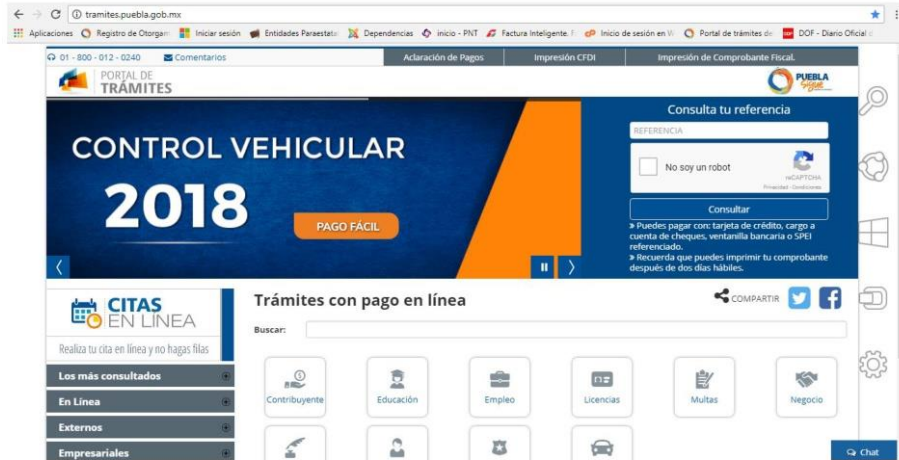 tramites.puebla.gob.mx
Aplicaciones
Registro de Otorgan
Iniciar sesión
Entidades Paraestata
Dependencias
inicio - PNT
Factura Inteligente. F
Inicio de sesión en W
Portal de trámites de
DOF - Diario Oficial d
01 - 800 - 012 - 0240
Comentarios
Aclaración de Pagos
Impresión CFDI
Impresión de Comprobante Fiscal.
PORTAL DE
TRÁMITES
PUEBLA
Sigue
CONTROL VEHICULAR
2018
PAGO FÁCIL
Consulta tu referencia
REFERENCIA
No soy un robot
reCAPTCHA
Privacidad - Condiciones
Consultar
» Puedes pagar con: tarjeta de crédito, cargo a
cuenta de cheques, ventanilla bancaria o SPEI
referenciado.
» Recuerda que puedes imprimir tu comprobante
después de dos días hábiles.
CITAS
EN LÍNEA
Realiza tu cita en línea y no hagas filas
Los más consultados
En Línea
Externos
Empresariales
Trámites con pago en línea
COMPARTIR
Buscar:
Contribuyente
Educación
Empleo
Licencias
Multas
Negocio
Chat